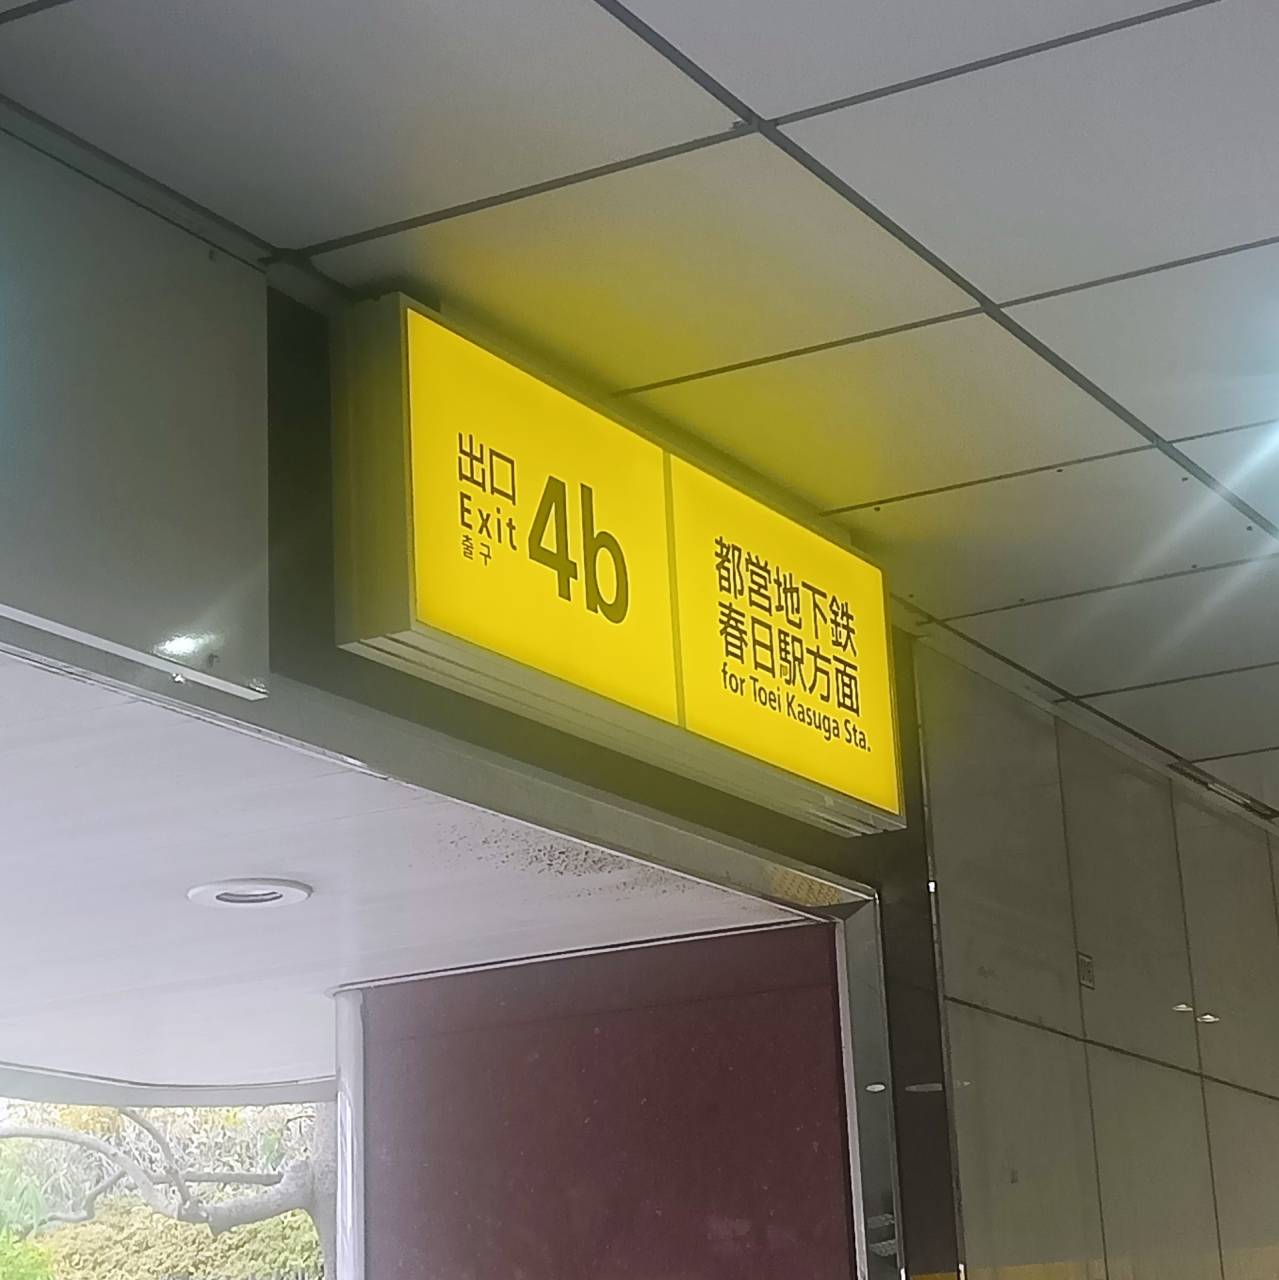 出口
Exit
출구
4b
都営地下鉄
春日駅方面
for Toei Kasuga Sta.